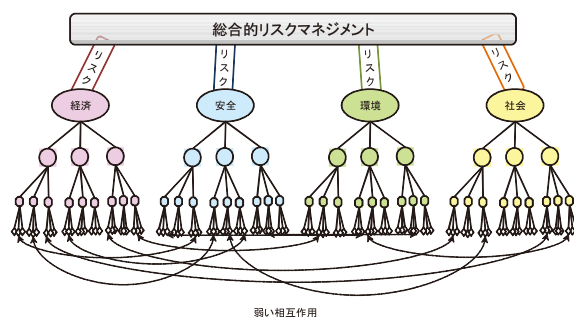 総合的リスクマネジメント
リスク
リスク
リスク
リスク
経済
安全
環境
社会
弱い相互作用